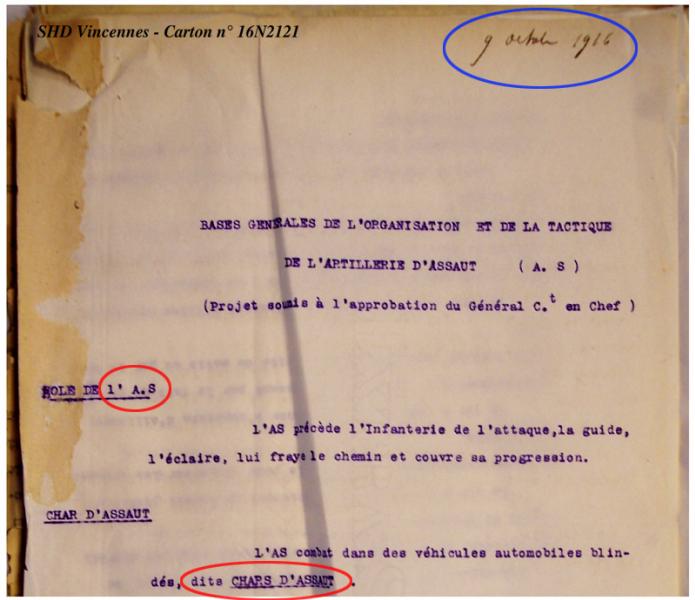 SHD Vincennes - Carton n° 16N2121
9 octobre 1916
BASES GENERALES DE L'ORGANISATION ET DE LA TACTIQUE
DE L'ARTILLERIE D'ASSAUT ( A. S )
(Projet soumis à l'approbation du Général C.t en Chef )
ROLE DE l' A.S
l'AS précède l'Infanterie de l'attaque,la guide,
l'éclaire, lui fraye le chemin et couvre sa progression.
CHAR D'ASSAUT
l'AS combat dans des véhicules automobiles blin-
dés, dits CHARS D'ASSAUT .